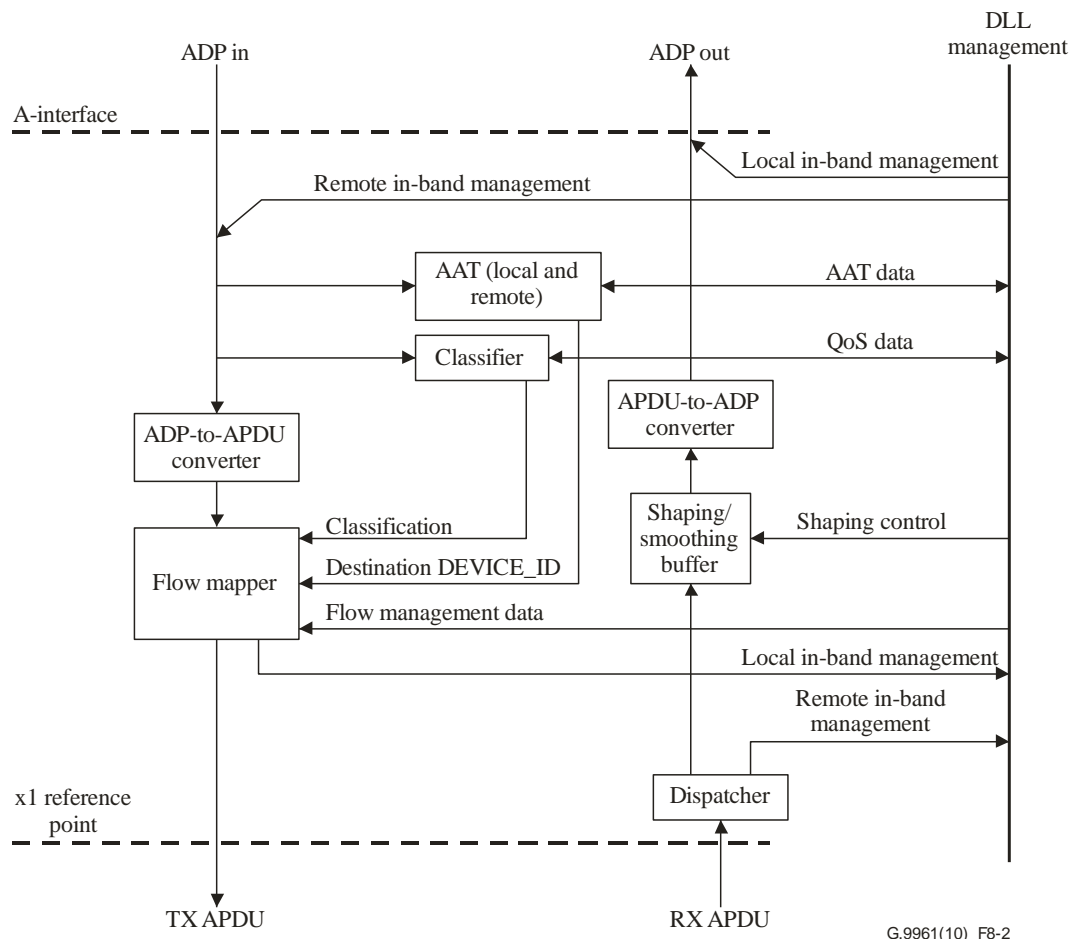 DLL
management
ADP in
ADP out
A-interface
Local in-band management
Remote in-band management
AAT (local and
remote)
AAT data
Classifier
QoS data
APDU-to-ADP
converter
ADP-to-APDU
converter
Shaping/
smoothing
buffer
Shaping control
Classification
Destination DEVICE_ID
Flow mapper
Flow management data
Local in-band management
Remote in-band
management
Dispatcher
x1 reference
point
TX APDU
RX APDU
G.9961(10)_F8-2